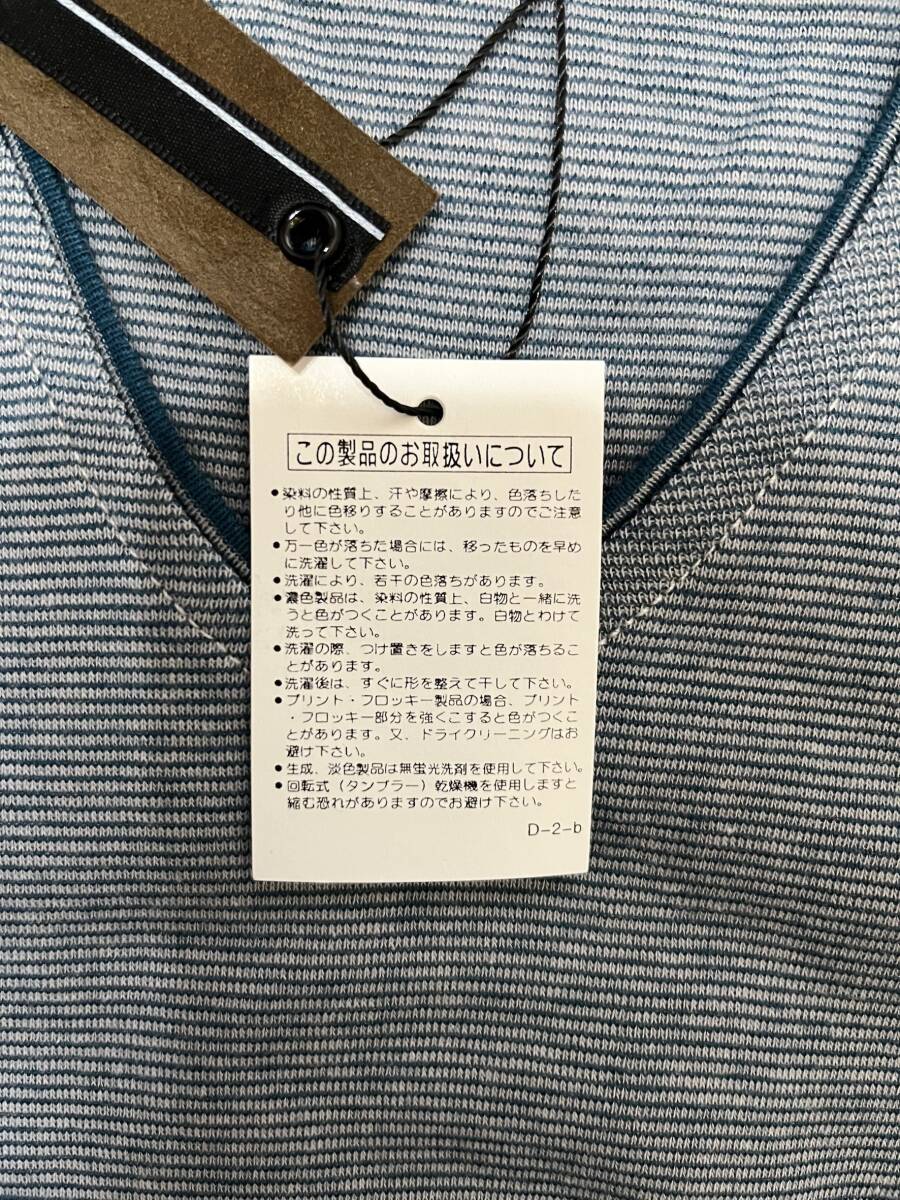 この製品のお取扱いについて
●染料の性質上、汗や摩擦により、色落ちした
り他に色移りすることがありますのでご注意
して下さい。
●万一色が落ちた場合には、移ったものを早め
に洗濯して下さい。
●洗濯により、若干の色落ちがあります。
●濃色製品は、染料の性質上、白物と一緒に洗
うと色がつくことがあります。白物とわけて
洗って下さい。
●洗濯の際、つけ置きをしますと色が落ちるこ
とがあります。
●洗濯後は、すぐに形を整えて干して下さい。
●プリント・フロッキー製品の場合、プリント
・フロッキー部分を強くこすると色がつくこ
とがあります。又、ドライクリーニングはお
避け下さい。
●生成、淡色製品は無蛍光洗剤を使用して下さい。
●回転式（タンブラー）乾燥機を使用しますと
縮む恐れがありますのでお避け下さい。
D-2-b